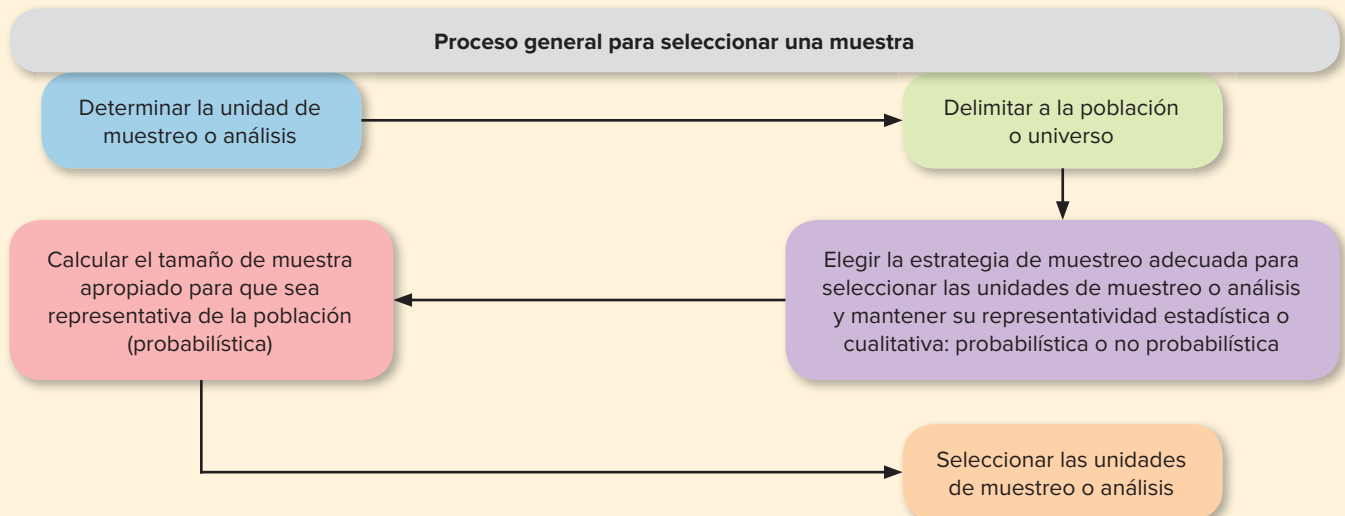 Proceso general para seleccionar una muestra
Determinar la unidad de
muestreo o análisis
Delimitar a la población
o universo
Elegir la estrategia de muestreo adecuada para
seleccionar las unidades de muestreo o análisis
y mantener su representatividad estadística o
cualitativa: probabilística o no probabilística
Calcular el tamaño de muestra
apropiado para que sea
representativa de la población
(probabilística)
Seleccionar las unidades
de muestreo o análisis